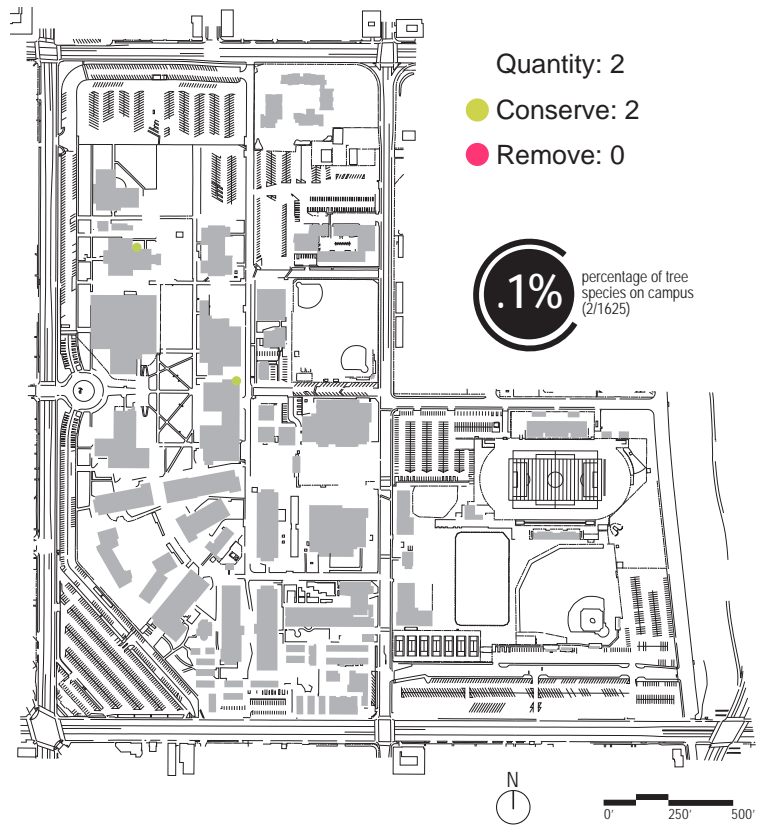 Quantity: 2
Conserve: 2
Remove: 0
.1%
percentage of tree
species on campus
(2/1625)
N
0' 250' 500'